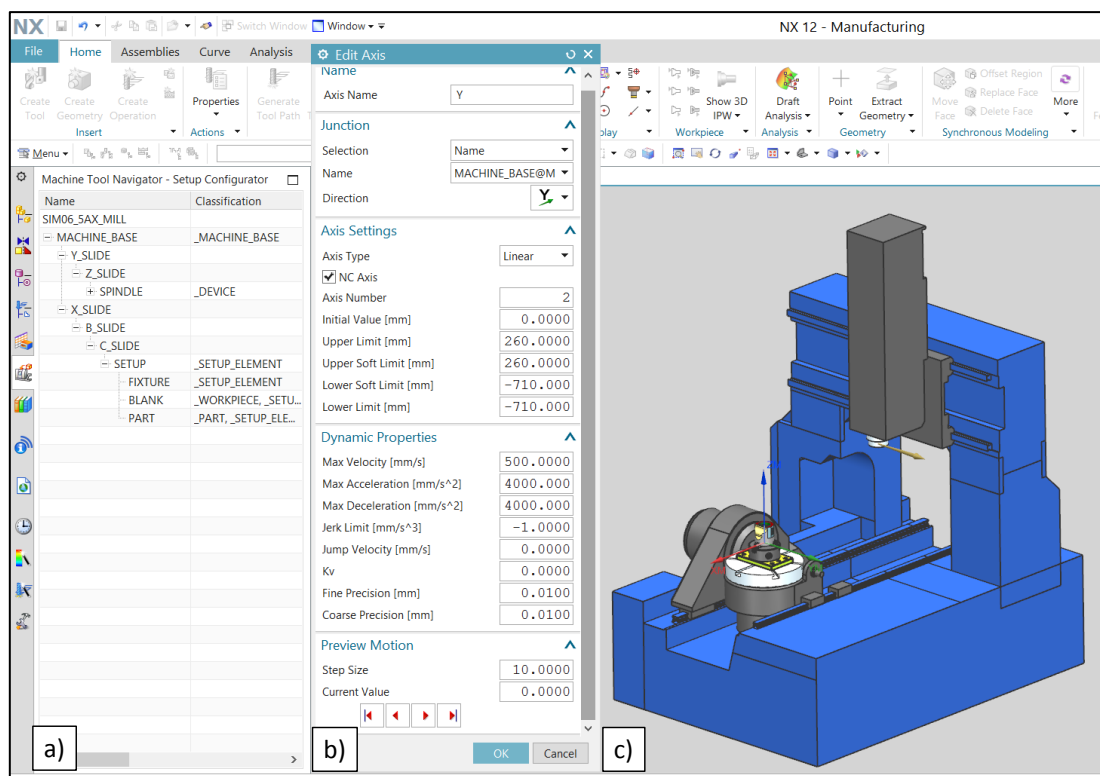 NX Switch Window Window NX 12 - Manufacturing
File Home Assemblies Curve Analysis
Create Tool
Create Geometry
Create Operation
Insert
Properties
Actions
Generate Tool Path
Show 3D IPW
Workpiece
Draft Analysis
Analysis
Point
Extract Geometry
Geometry
Move Face
Offset Region
Replace Face
Delete Face
More
Synchronous Modeling
Menu
Machine Tool Navigator - Setup Configurator
Name Classification
SIM06_5AX_MILL
MACHINE_BASE _MACHINE_BASE
Y_SLIDE
Z_SLIDE
SPINDLE _DEVICE
X_SLIDE
B_SLIDE
C_SLIDE
SETUP _SETUP_ELEMENT
FIXTURE _SETUP_ELEMENT
BLANK _WORKPIECE, _SETU...
PART _PART, _SETUP_ELE...
a)
Edit Axis
Name
Axis Name Y
Junction
Selection Name
Name MACHINE_BASE@M
Direction Y
Axis Settings
Axis Type Linear
NC Axis
Axis Number 2
Initial Value [mm] 0.0000
Upper Limit [mm] 260.0000
Upper Soft Limit [mm] 260.0000
Lower Soft Limit [mm] -710.000
Lower Limit [mm] -710.000
Dynamic Properties
Max Velocity [mm/s] 500.0000
Max Acceleration [mm/s^2] 4000.000
Max Deceleration [mm/s^2] 4000.000
Jerk Limit [mm/s^3] -1.0000
Jump Velocity [mm/s] 0.0000
Kv 0.0000
Fine Precision [mm] 0.0100
Coarse Precision [mm] 0.0100
Preview Motion
Step Size 10.0000
Current Value 0.0000
OK Cancel
b)
c)